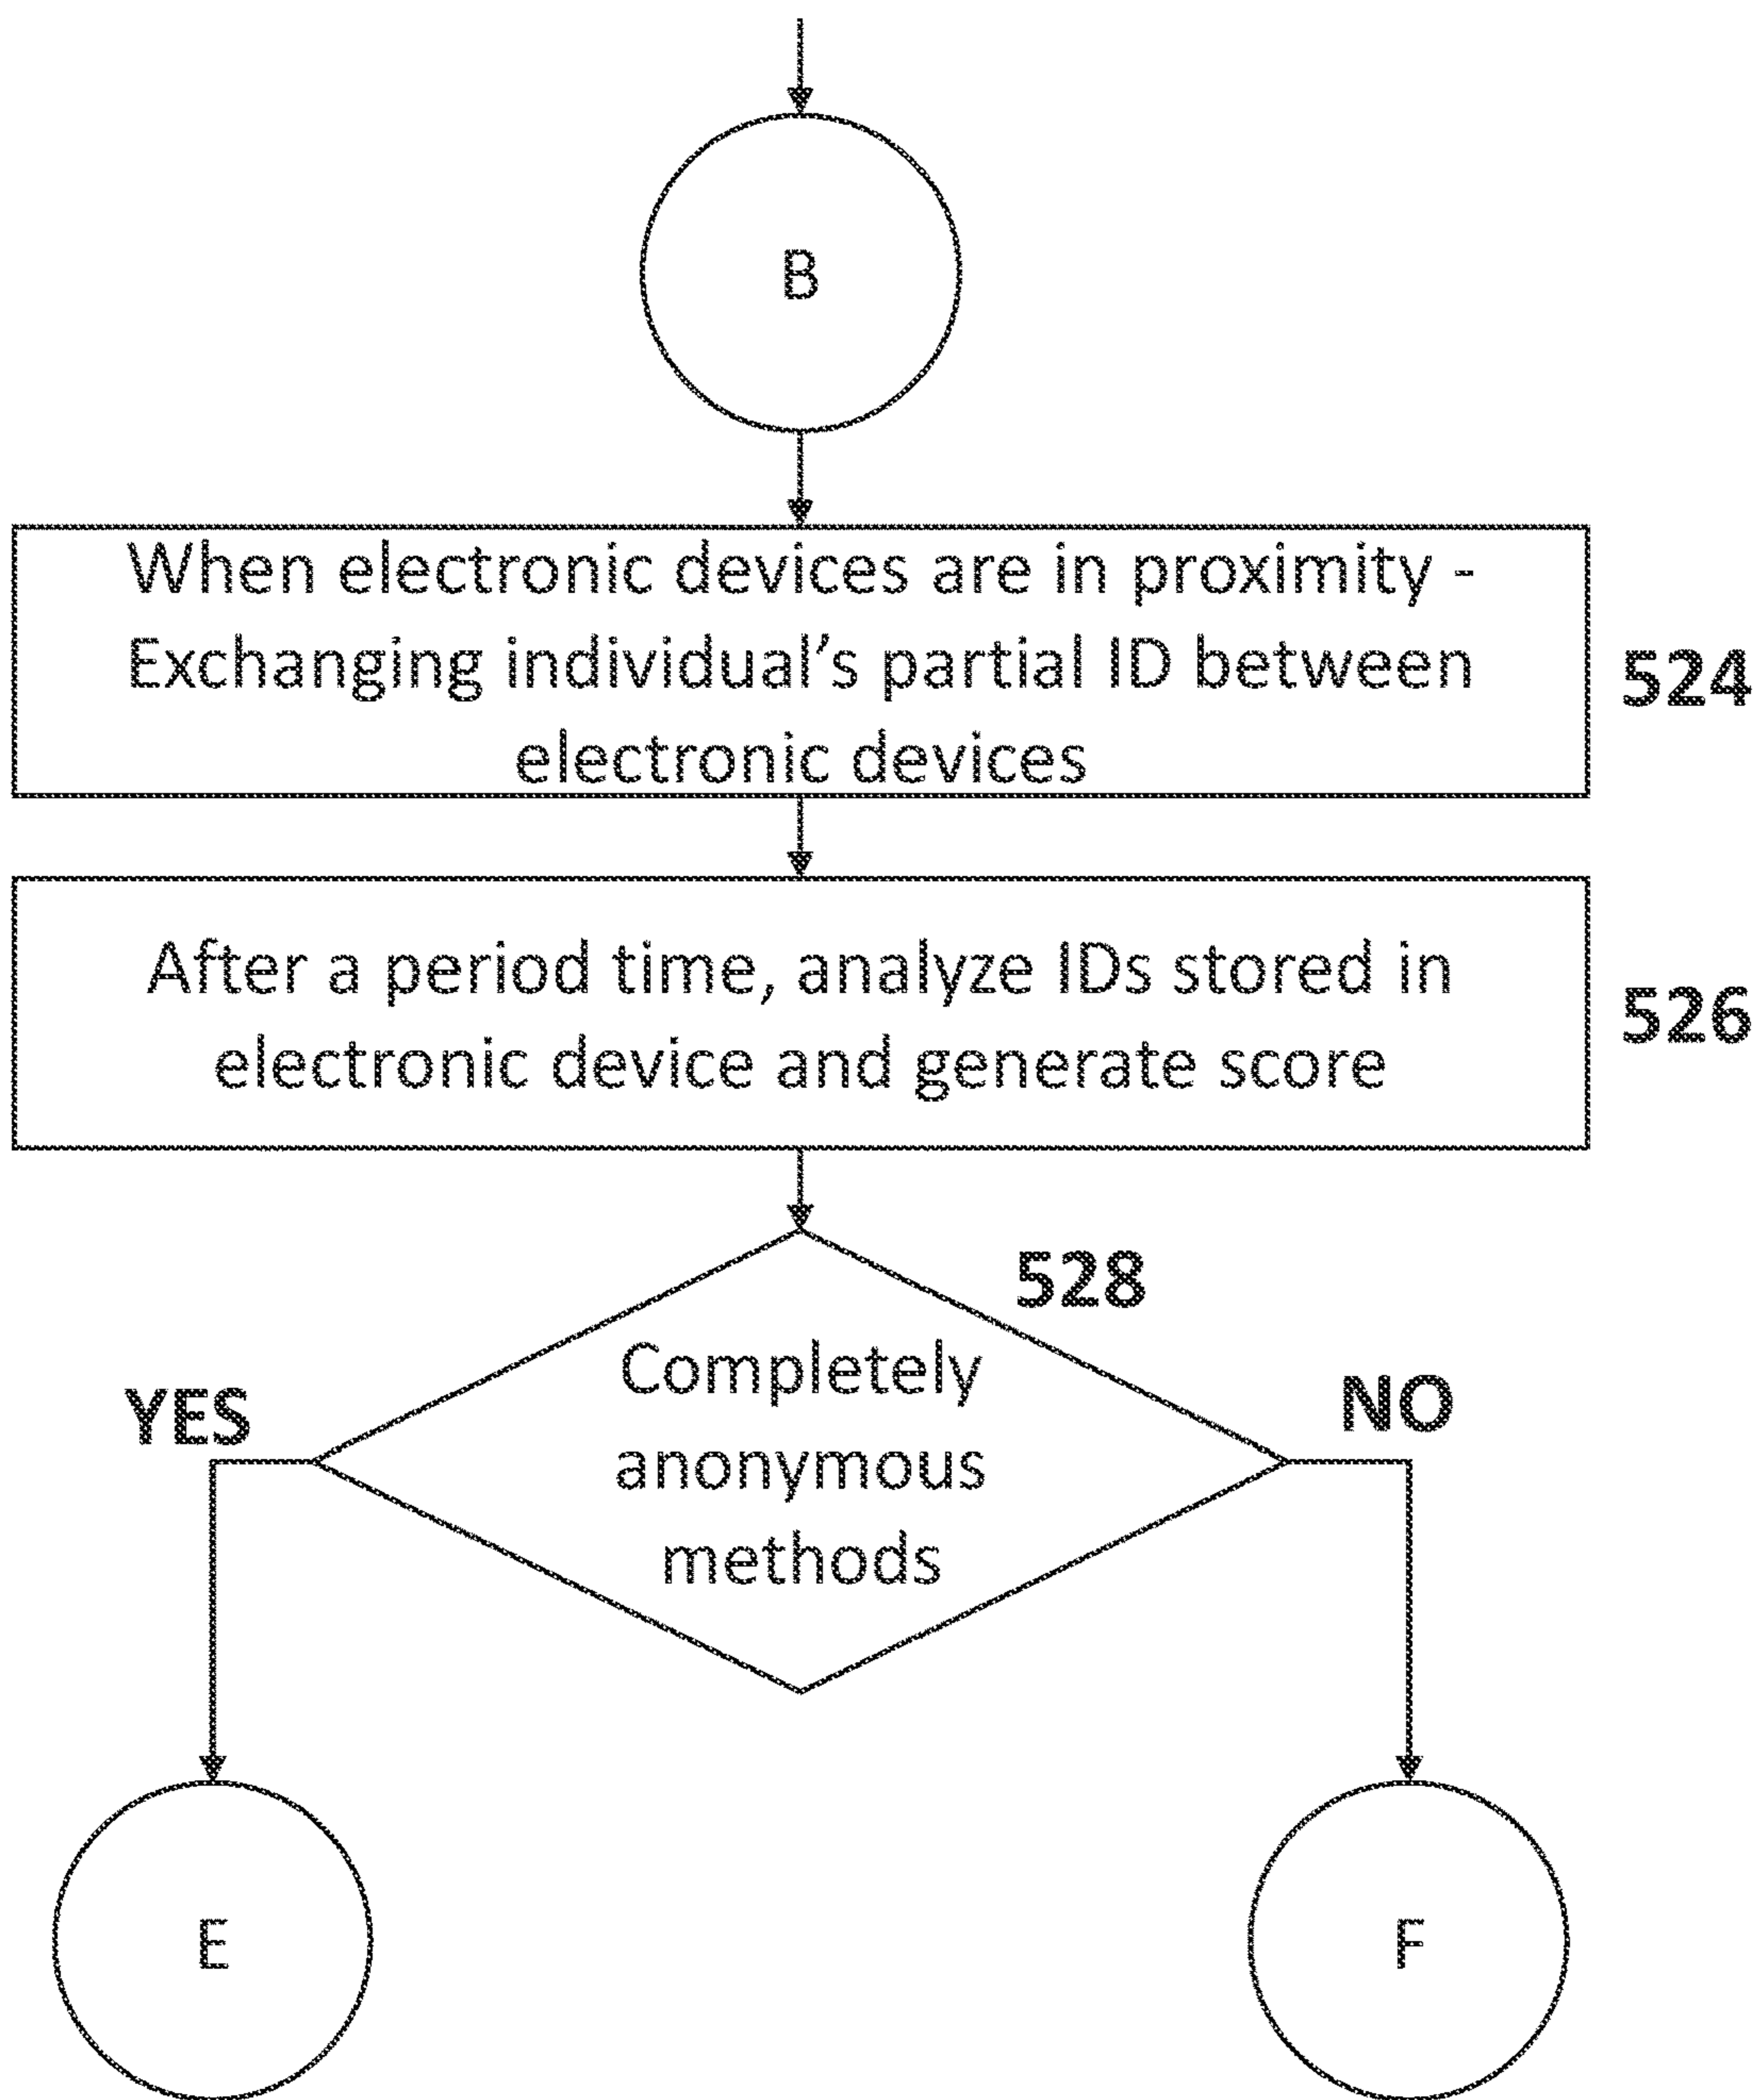 B
When electronic devices are in proximity -
Exchanging individual's partial ID between
electronic devices
524
After a period time, analyze IDs stored in
electronic device and generate score
526
528
Completely
anonymous
methods
YES
NO
E
F